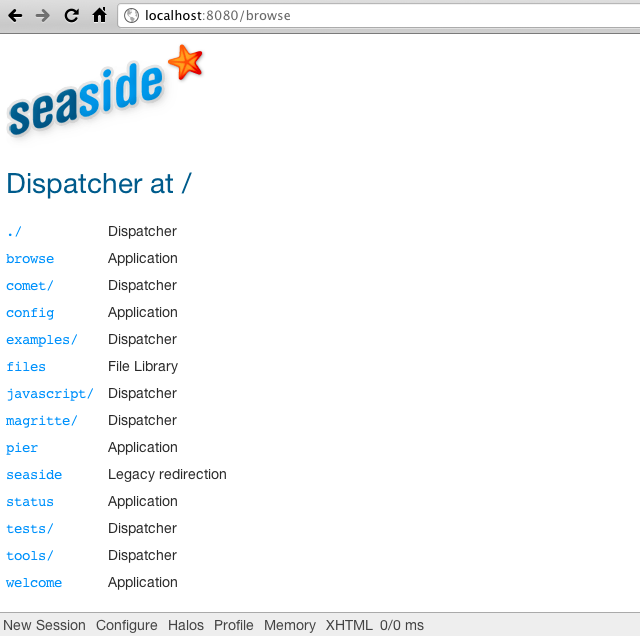 localhost:8080/browse
seaside
Dispatcher at /
./ Dispatcher
browse Application
comet/ Dispatcher
config Application
examples/ Dispatcher
files File Library
javascript/ Dispatcher
magritte/ Dispatcher
pier Application
seaside Legacy redirection
status Application
tests/ Dispatcher
tools/ Dispatcher
welcome Application
New Session Configure Halos Profile Memory XHTML 0/0 ms